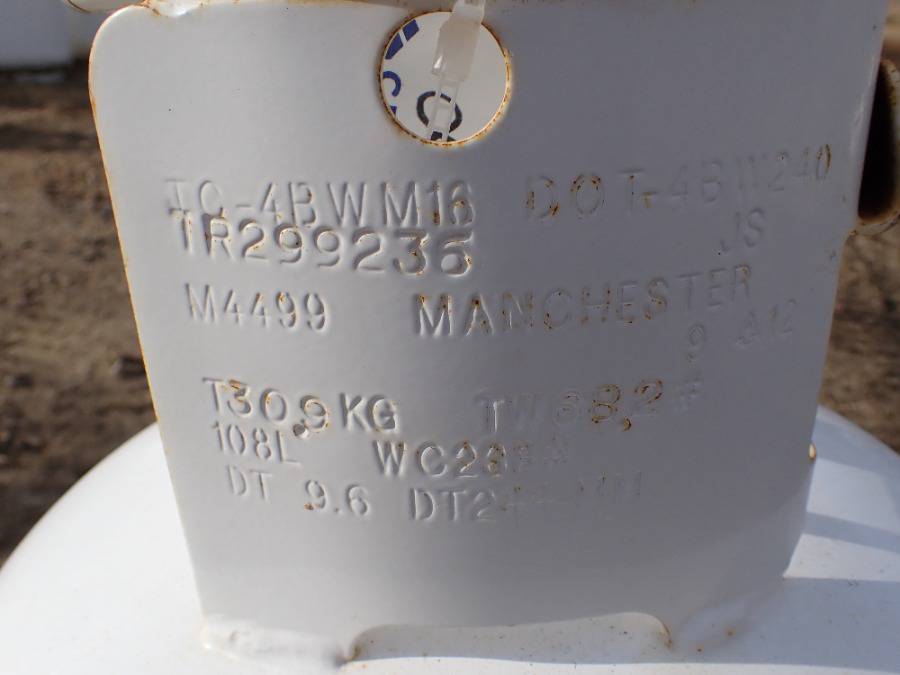 TC-4BWM16 DOT-4BW240
TR299236 JS
M4499 MANCHESTER
9 A12
T30.9KG TW68.2#
108L
DT 9.6